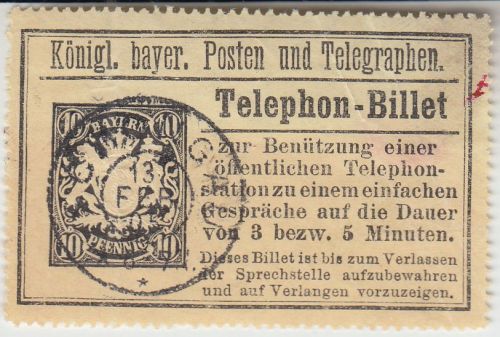 Königl. bayer. Posten und Telegraphen.
Telephon-Billet
10 BAYERN 10
zur Benützung einer
öffentlichen Telephon-
station zu einem einfachen
Gespräche auf die Dauer
von 3 bezw. 5 Minuten.
Dieses Billet ist bis zum Verlassen
der Sprechstelle aufzubewahren
und auf Verlangen vorzuzeigen.
13
FEB
PFENNIG
10 10